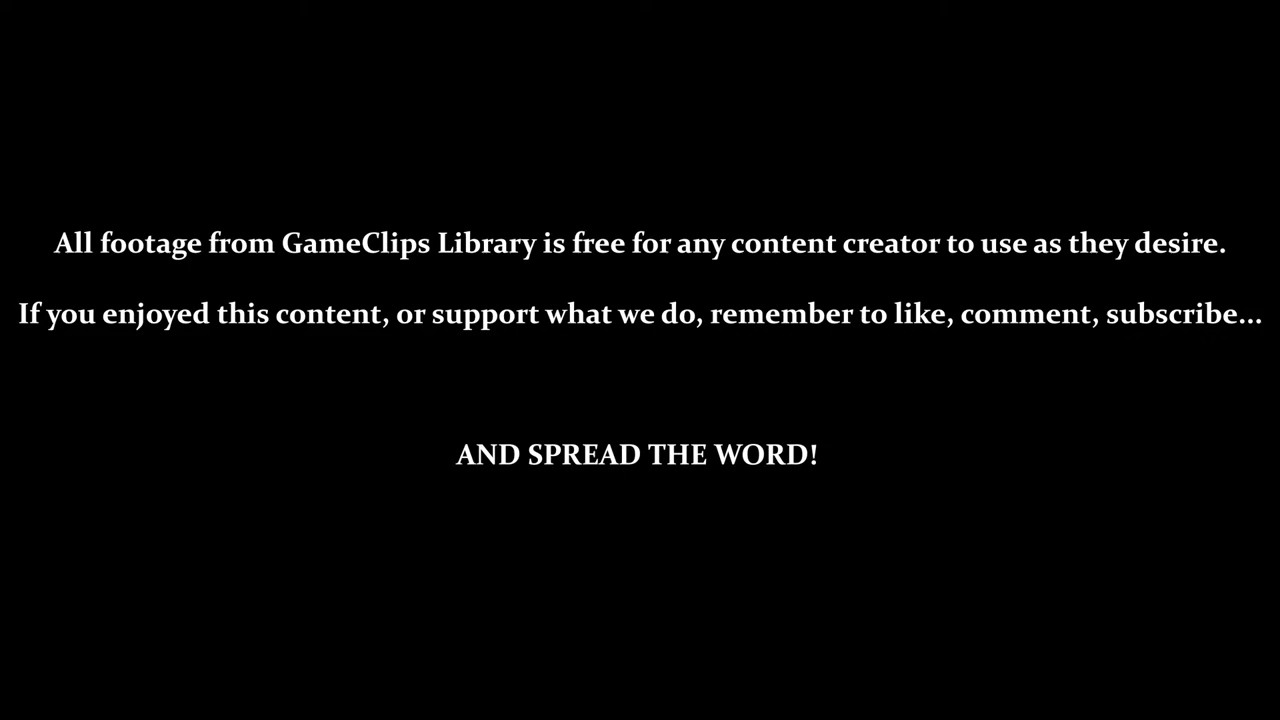 All footage from GameClips Library is free for any content creator to use as they desire.
If you enjoyed this content, or support what we do, remember to like, comment, subscribe...
AND SPREAD THE WORD!